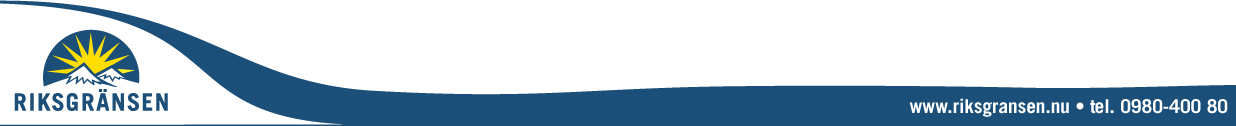 RIKSGRÄNSEN
www.riksgransen.nu • tel. 0980-400 80